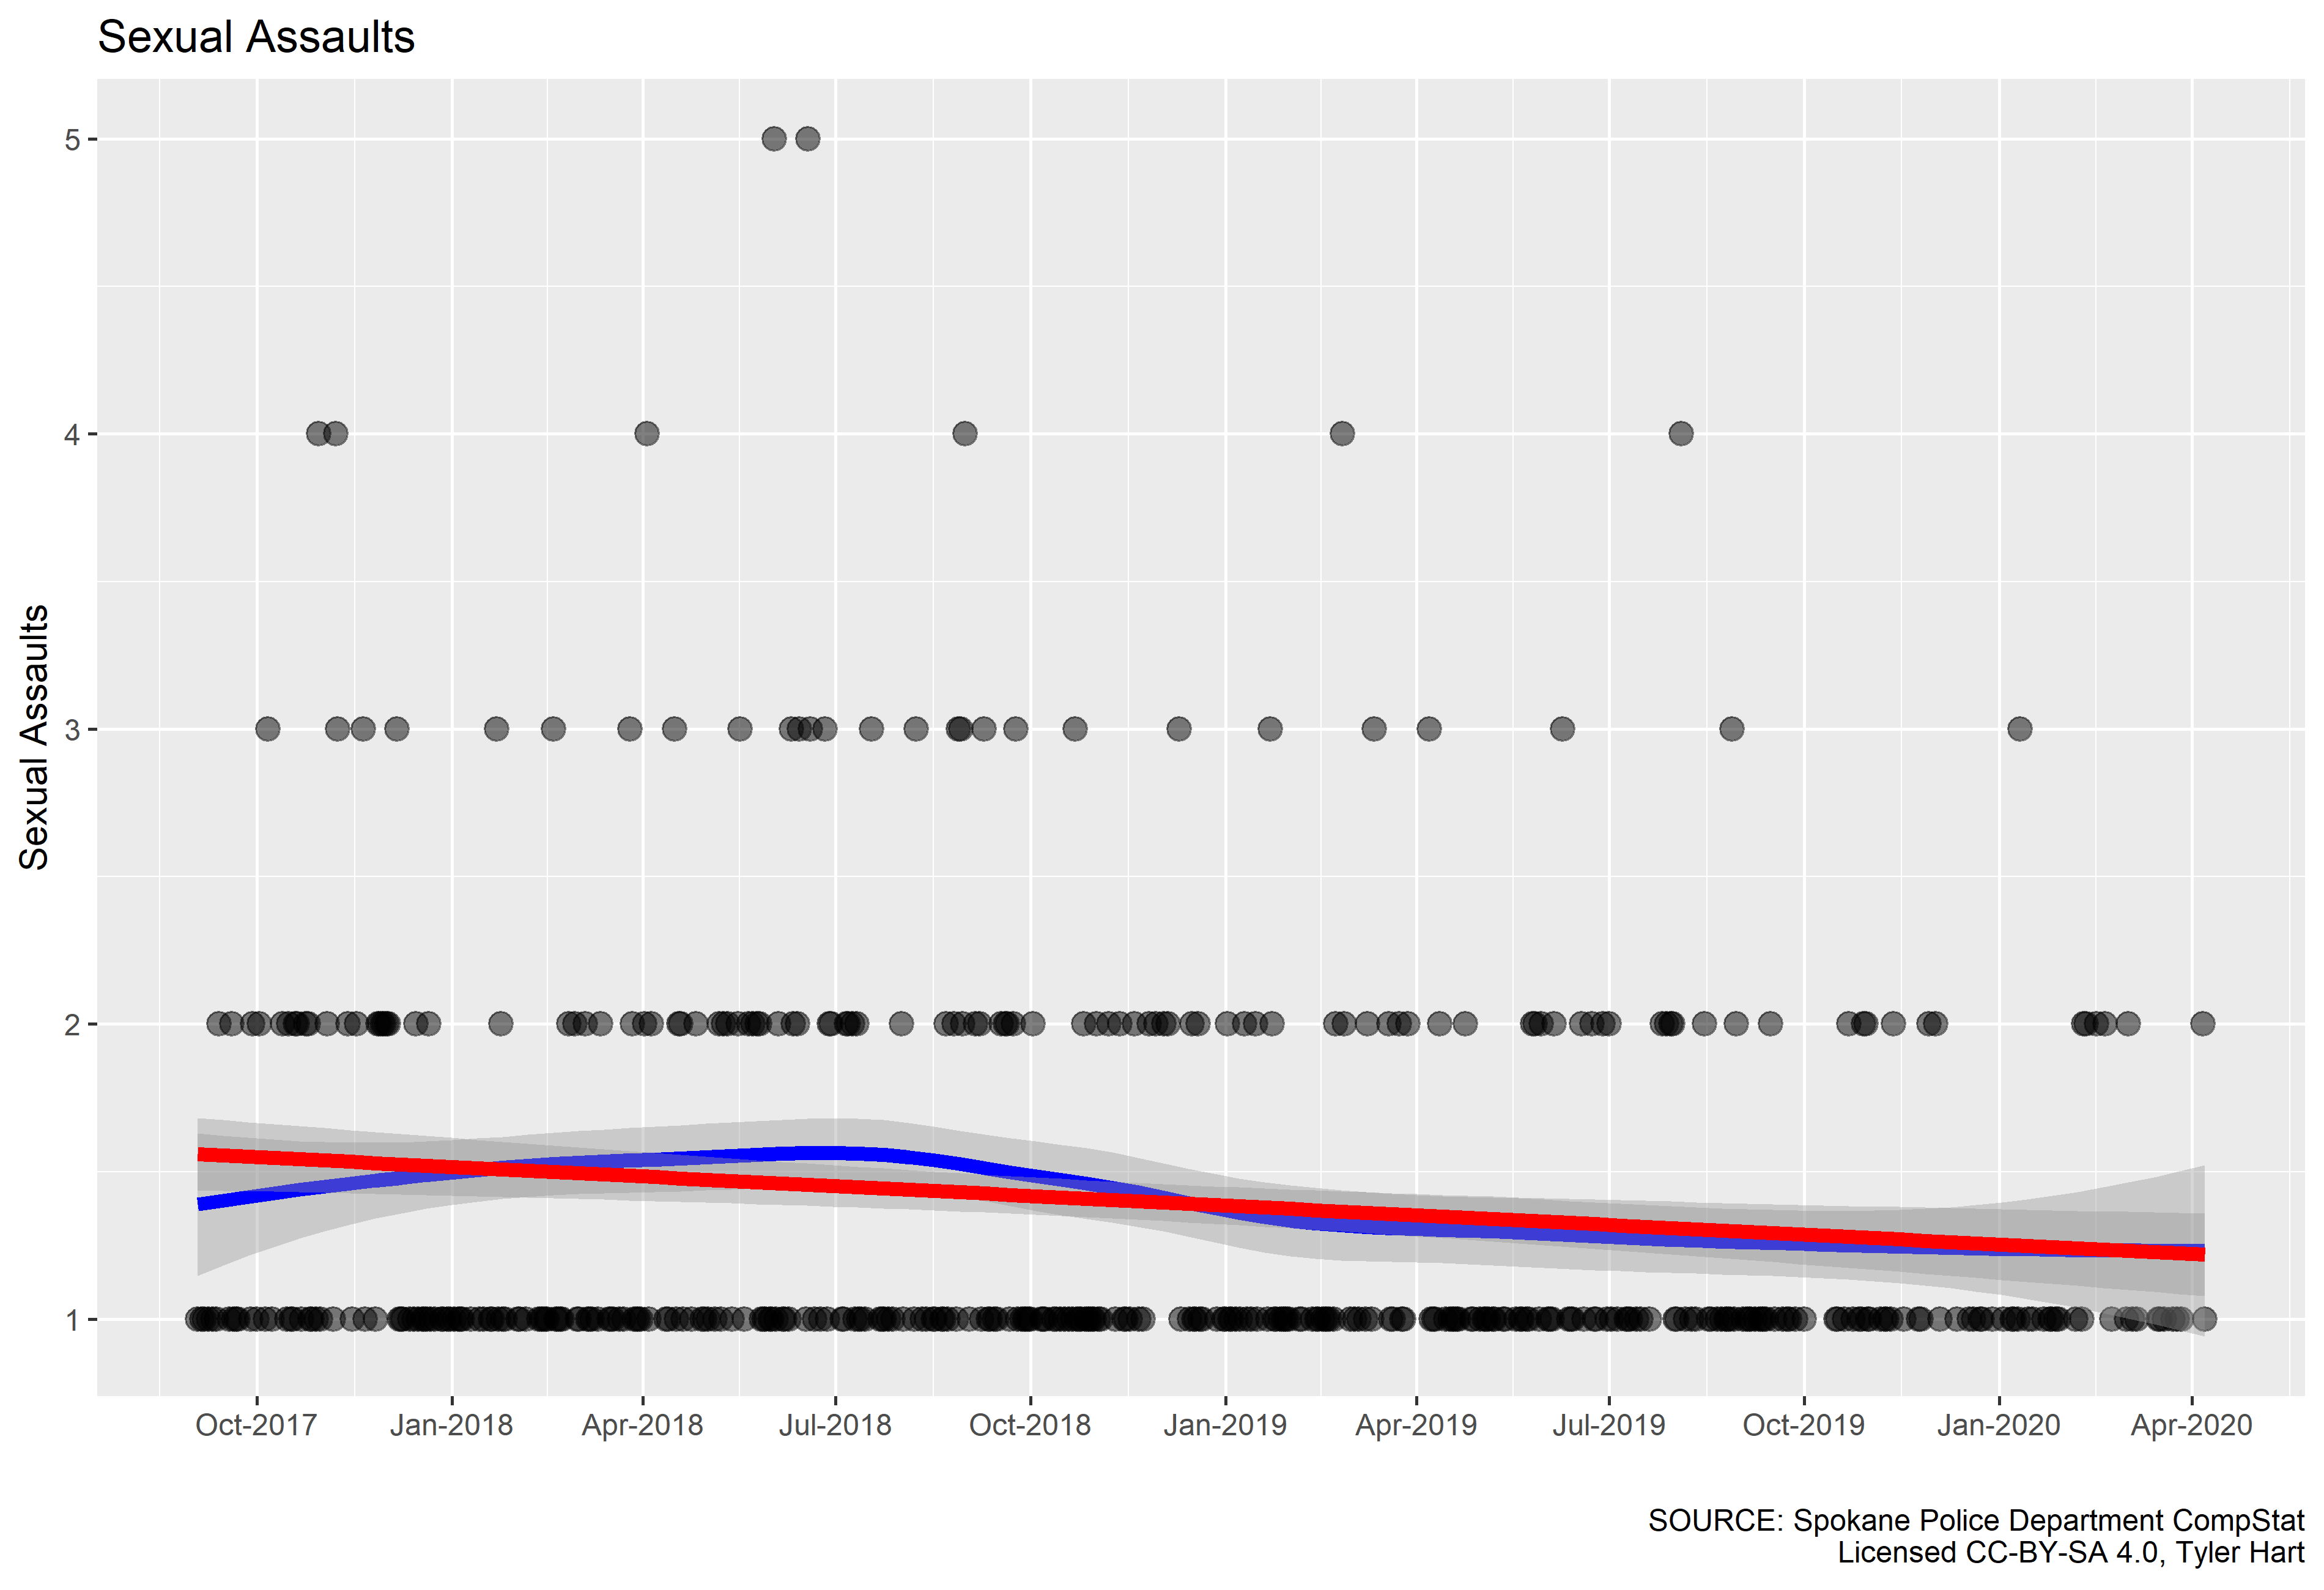 Sexual Assaults
Sexual Assaults
5
4
3
2
1
Oct-2017 Jan-2018 Apr-2018 Jul-2018 Oct-2018 Jan-2019 Apr-2019 Jul-2019 Oct-2019 Jan-2020 Apr-2020
SOURCE: Spokane Police Department CompStat
Licensed CC-BY-SA 4.0, Tyler Hart